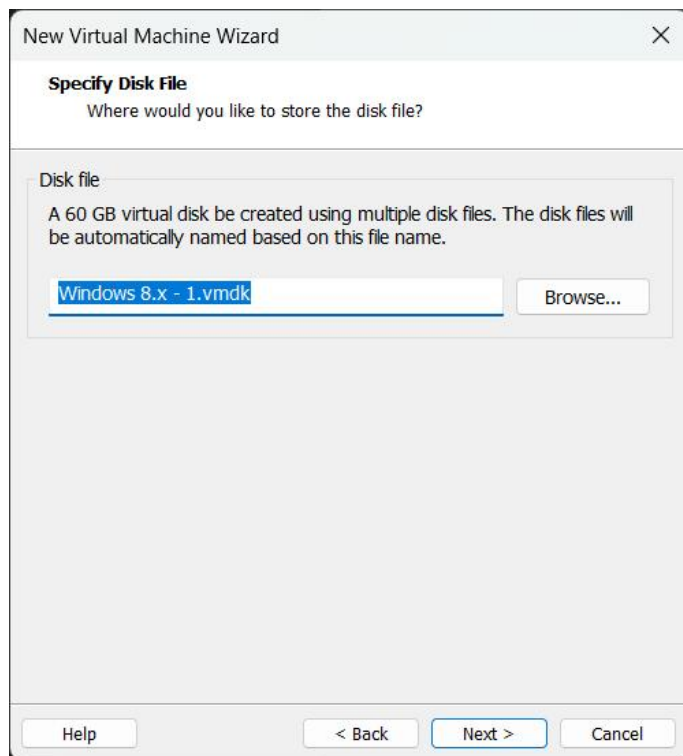 New Virtual Machine Wizard
Specify Disk File
Where would you like to store the disk file?
Disk file
A 60 GB virtual disk be created using multiple disk files. The disk files will
be automatically named based on this file name.
Windows 8.x - 1.vmdk
Browse...
Help
< Back
Next >
Cancel